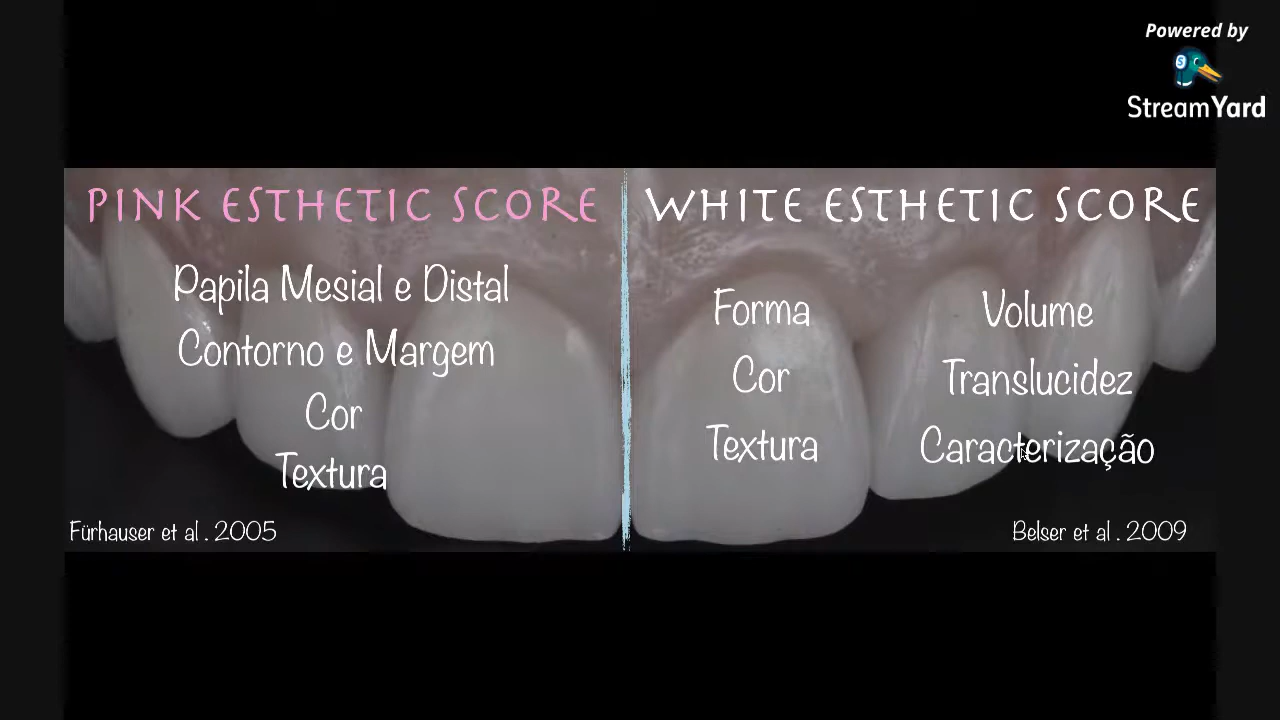 Powered by
StreamYard
PINK ESTHETIC SCORE
Papila Mesial e Distal
Contorno e Margem
Cor
Textura
Fürhauser et al . 2005
WHITE ESTHETIC SCORE
Forma
Cor
Textura
Volume
Translucidez
Caracterização
Belser et al . 2009